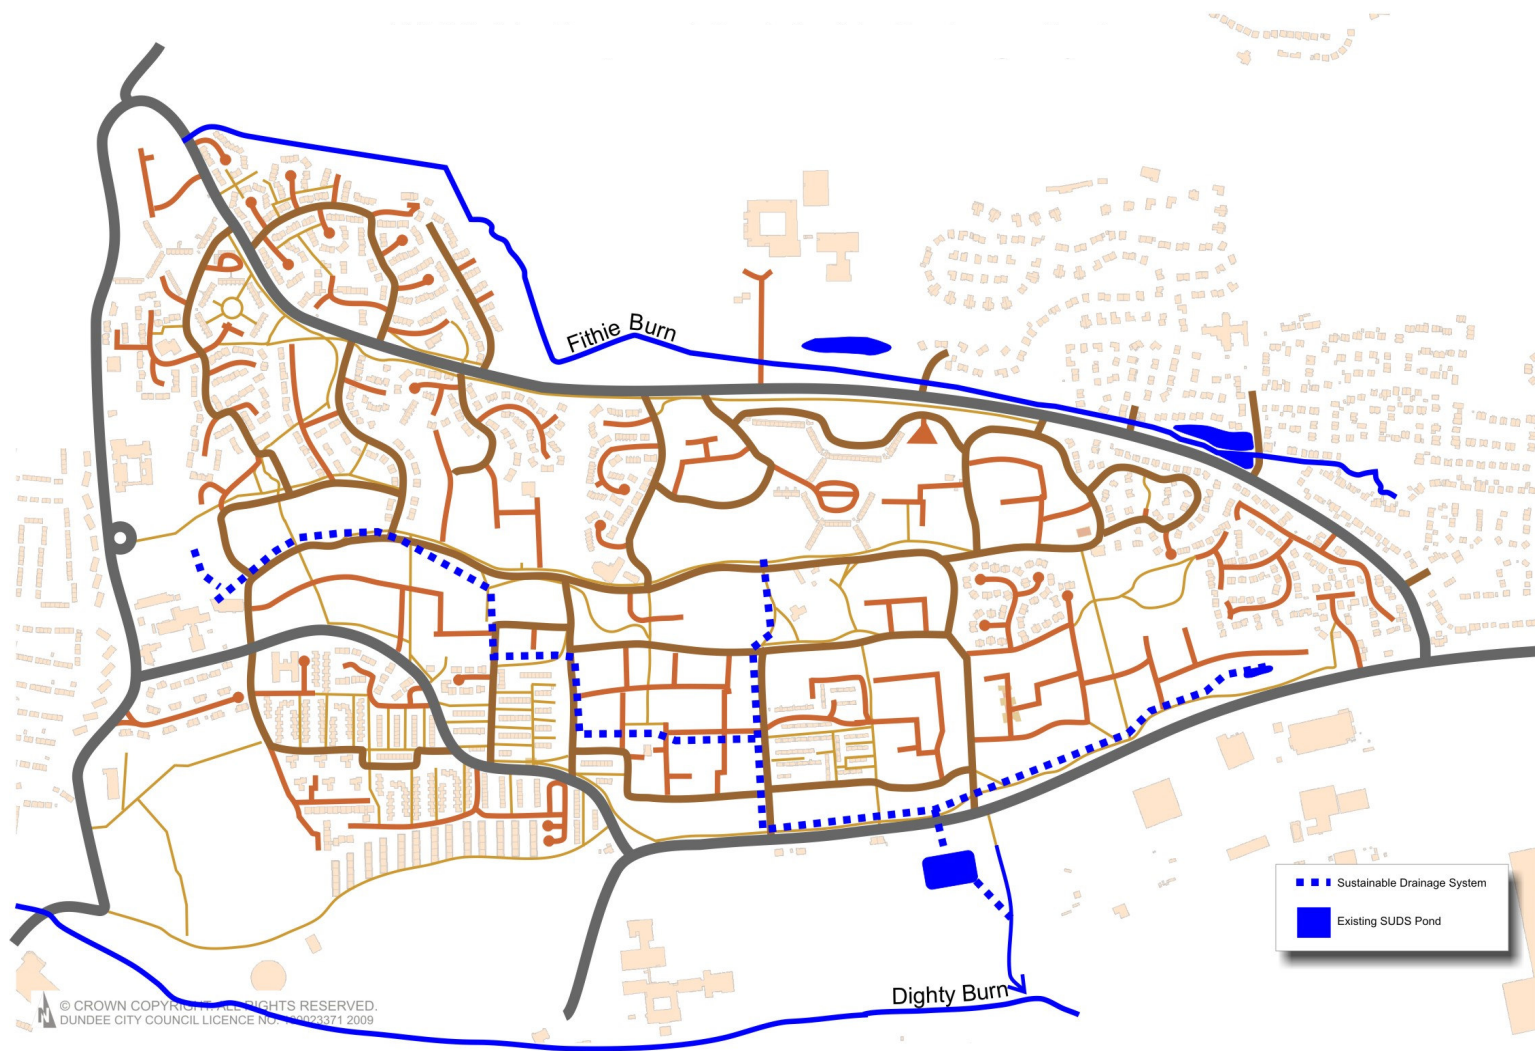 Fithie Burn
Sustainable Drainage System
Existing SUDS Pond
Dighty Burn
N
© CROWN COPYRIGHT. ALL RIGHTS RESERVED.
DUNDEE CITY COUNCIL LICENCE NO. 100023371 2009